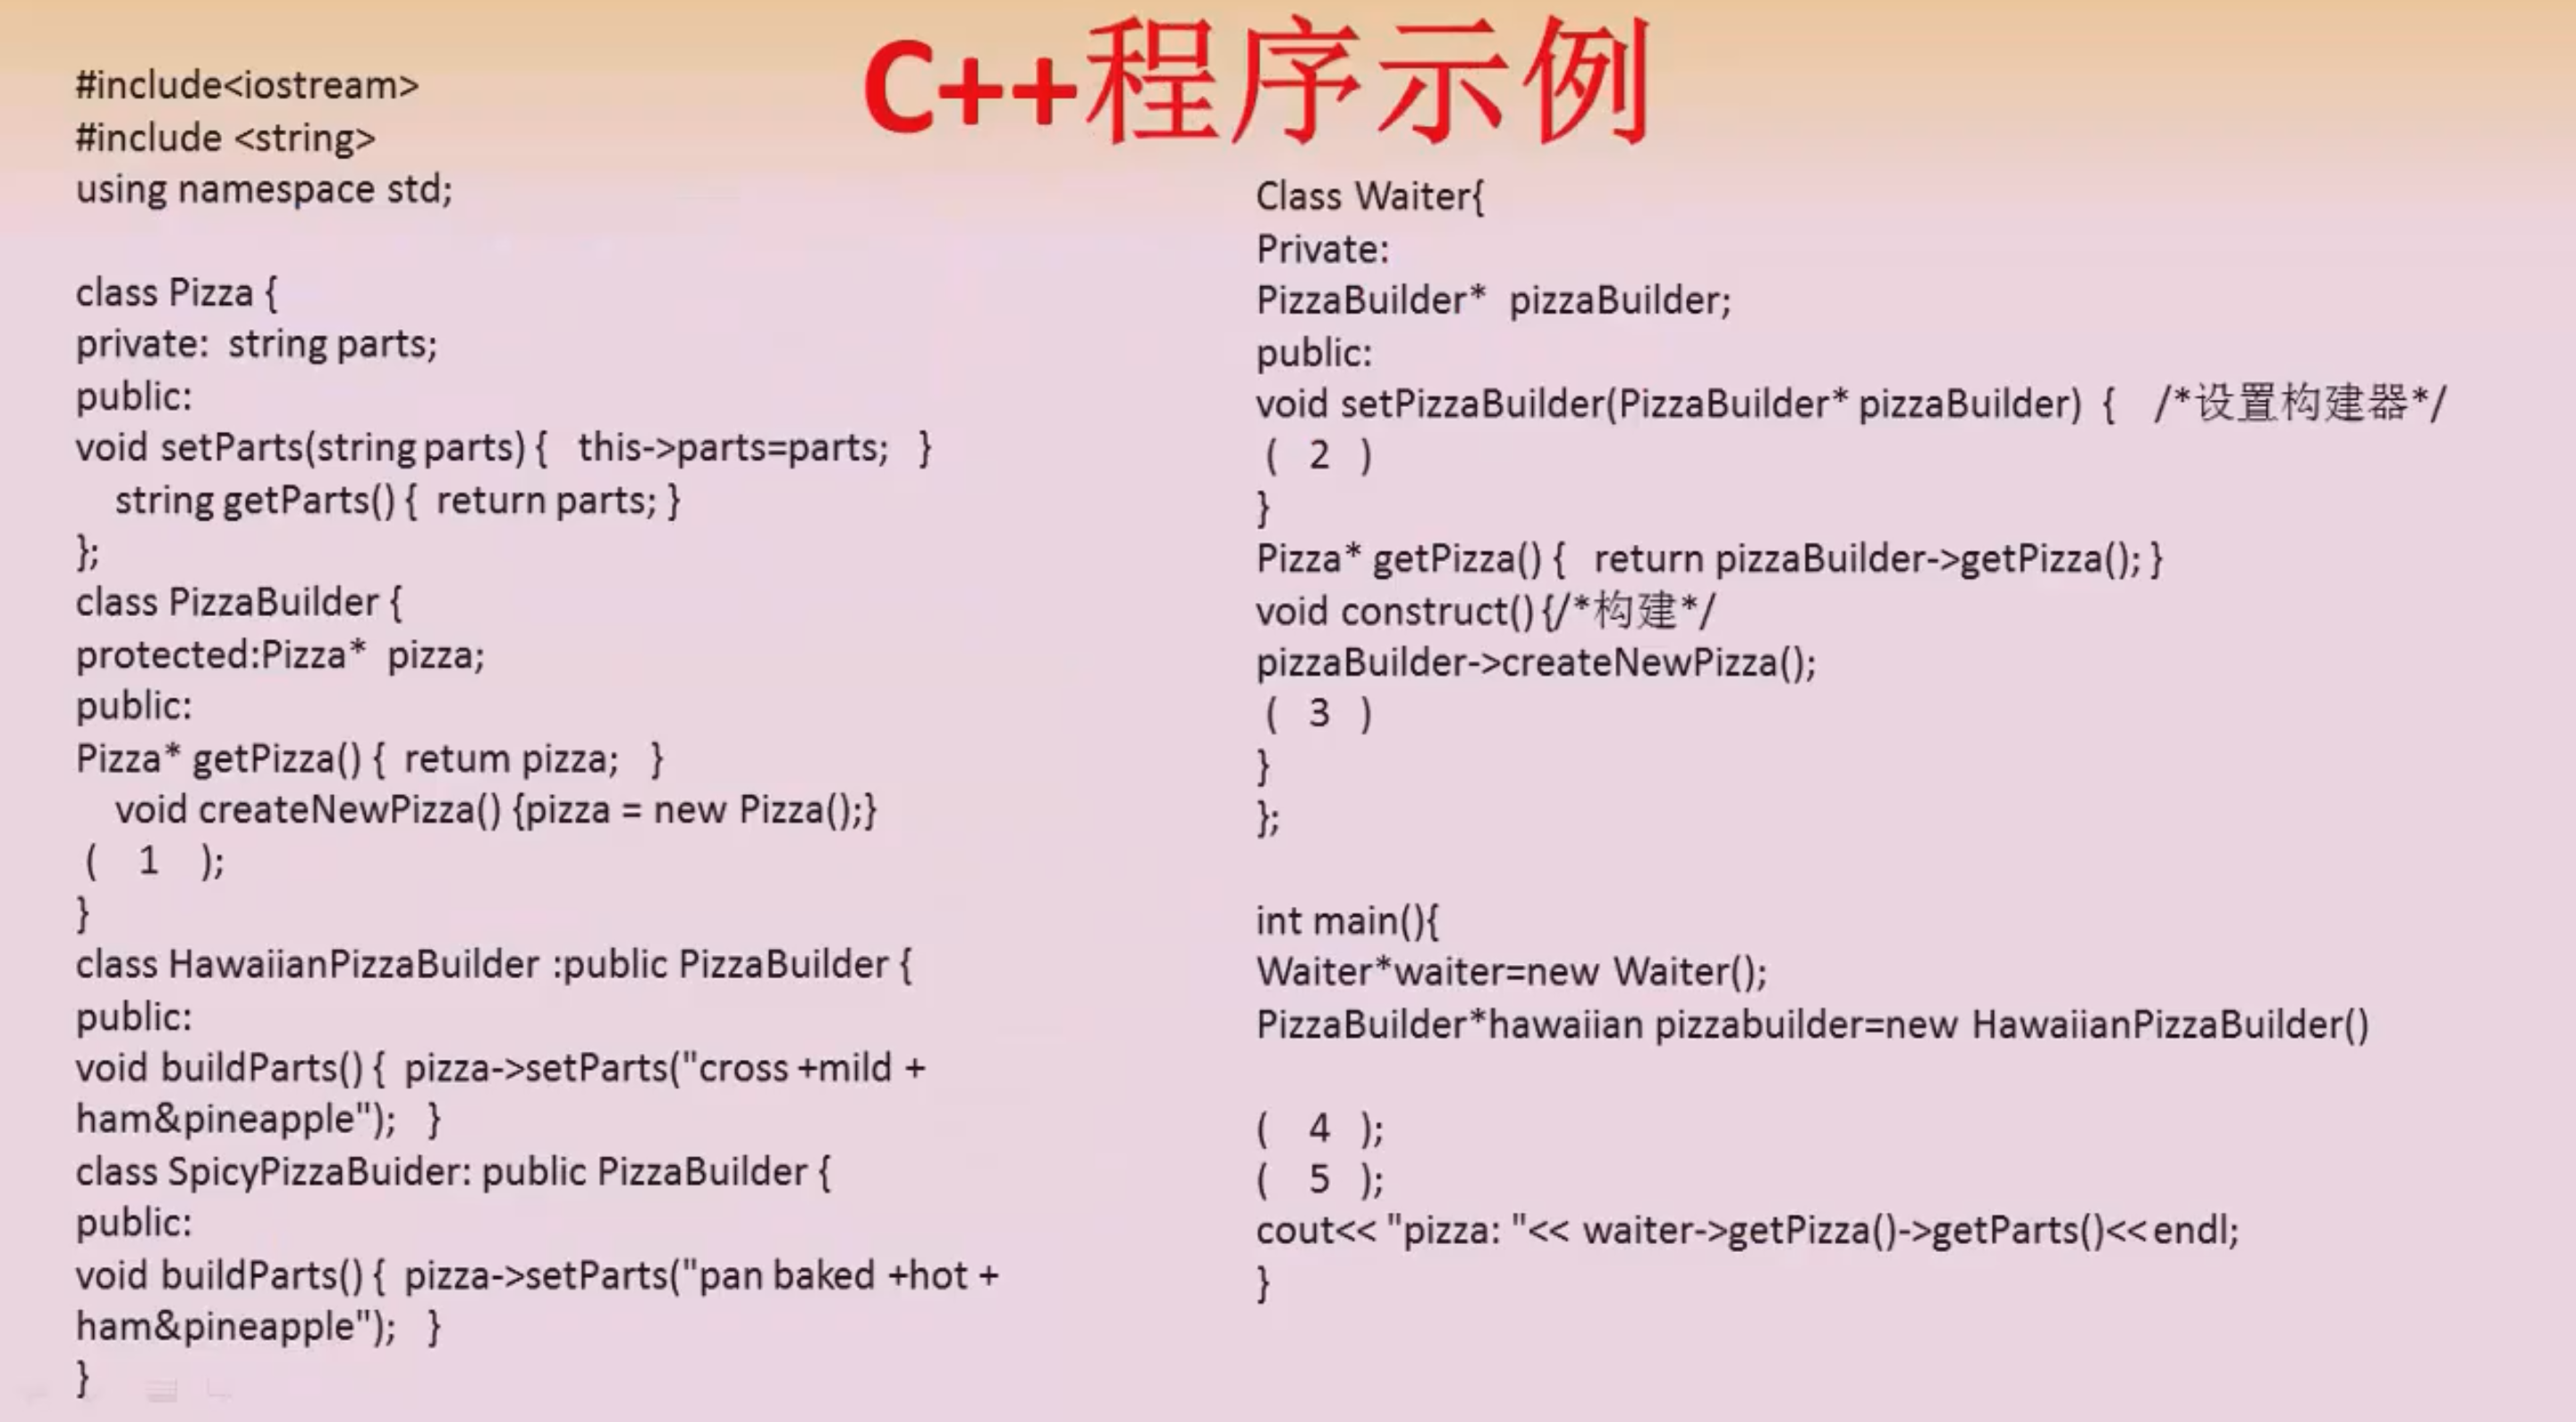 C++程序示例
#include<iostream>
#include <string>
using namespace std;
class Pizza {
private:  string parts;
public:
void setParts(string parts) {   this->parts=parts;   }
string getParts() {  return parts; }
};
class PizzaBuilder {
protected:Pizza*  pizza;
public:
Pizza* getPizza() {  retum pizza;   }
void createNewPizza() {pizza = new Pizza();}
(   1   );
}
class HawaiianPizzaBuilder :public PizzaBuilder {
public:
void buildParts() {  pizza->setParts("cross +mild +
ham&pineapple");   }
class SpicyPizzaBuider: public PizzaBuilder {
public:
void buildParts() {  pizza->setParts("pan baked +hot +
ham&pineapple");   }
}
Class Waiter{
Private:
PizzaBuilder*  pizzaBuilder;
public:
void setPizzaBuilder(PizzaBuilder* pizzaBuilder)  {   /*设置构建器*/
(   2   )
}
Pizza* getPizza() {   return pizzaBuilder->getPizza(); }
void construct() {/*构建*/
pizzaBuilder->createNewPizza();
(   3   )
}
};
int main(){
Waiter*waiter=new Waiter();
PizzaBuilder*hawaiian pizzabuilder=new HawaiianPizzaBuilder()
(   4   );
(   5   );
cout<< "pizza: "<< waiter->getPizza()->getParts()<<endl;
}